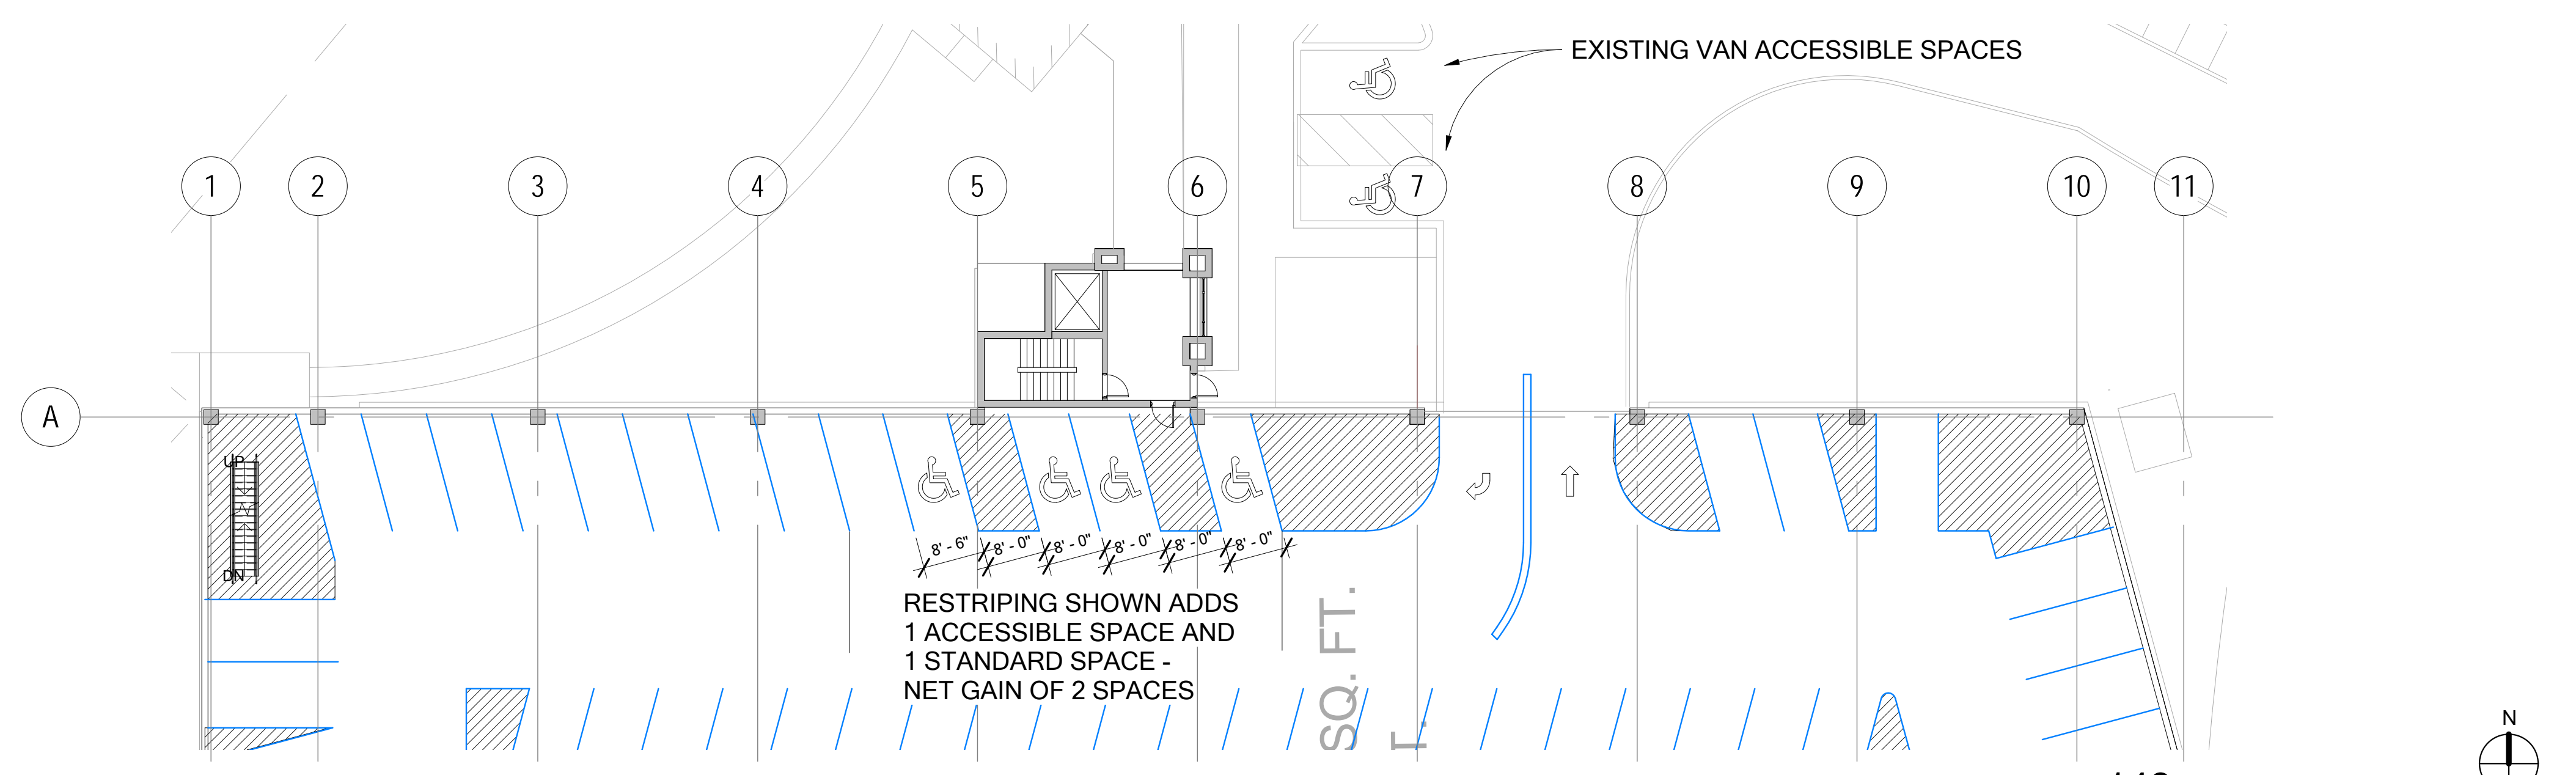 EXISTING VAN ACCESSIBLE SPACES
1 2 3 4 5 6 7 8 9 10 11
A
UP
DN
8' - 6" 8' - 0" 8' - 0" 8' - 0" 8' - 0" 8' - 0"
RESTRIPING SHOWN ADDS
1 ACCESSIBLE SPACE AND
1 STANDARD SPACE -
NET GAIN OF 2 SPACES
SQ. FT.
N